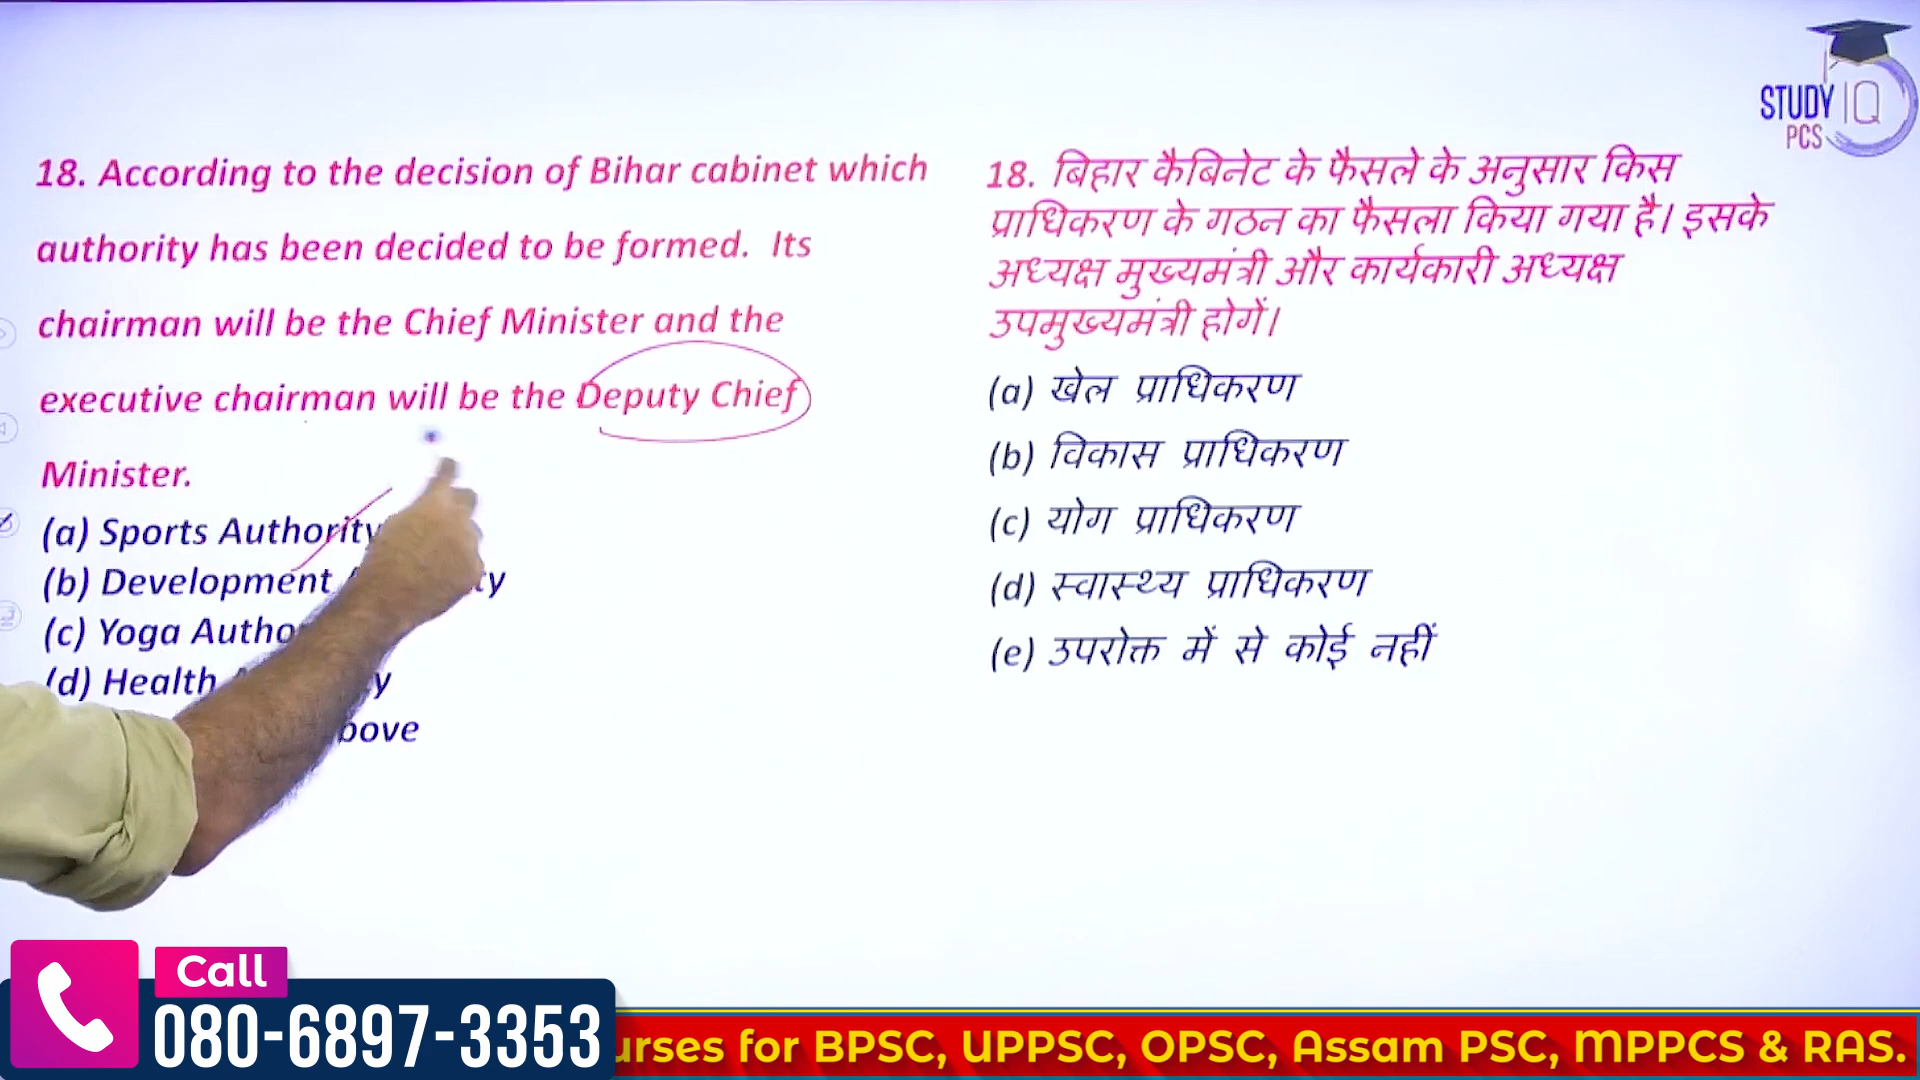 STUDY IQ
PCS
18. According to the decision of Bihar cabinet which
authority has been decided to be formed. Its
chairman will be the Chief Minister and the
executive chairman will be the Deputy Chief
Minister.
(a) Sports Authority
(b) Development
(c) Yoga
(d) Health
18. बिहार कैबिनेट के फैसले के अनुसार किस
प्राधिकरण के गठन का फैसला किया गया है। इसके
अध्यक्ष मुख्यमंत्री और कार्यकारी अध्यक्ष
उपमुख्यमंत्री होगें।
(a) खेल प्राधिकरण
(b) विकास प्राधिकरण
(c) योग प्राधिकरण
(d) स्वास्थ्य प्राधिकरण
(e) उपरोक्त में से कोई नहीं
Call
080-6897-3353
for BPSC, UPPSC, OPSC, Assam PSC, MPPCS & RAS.